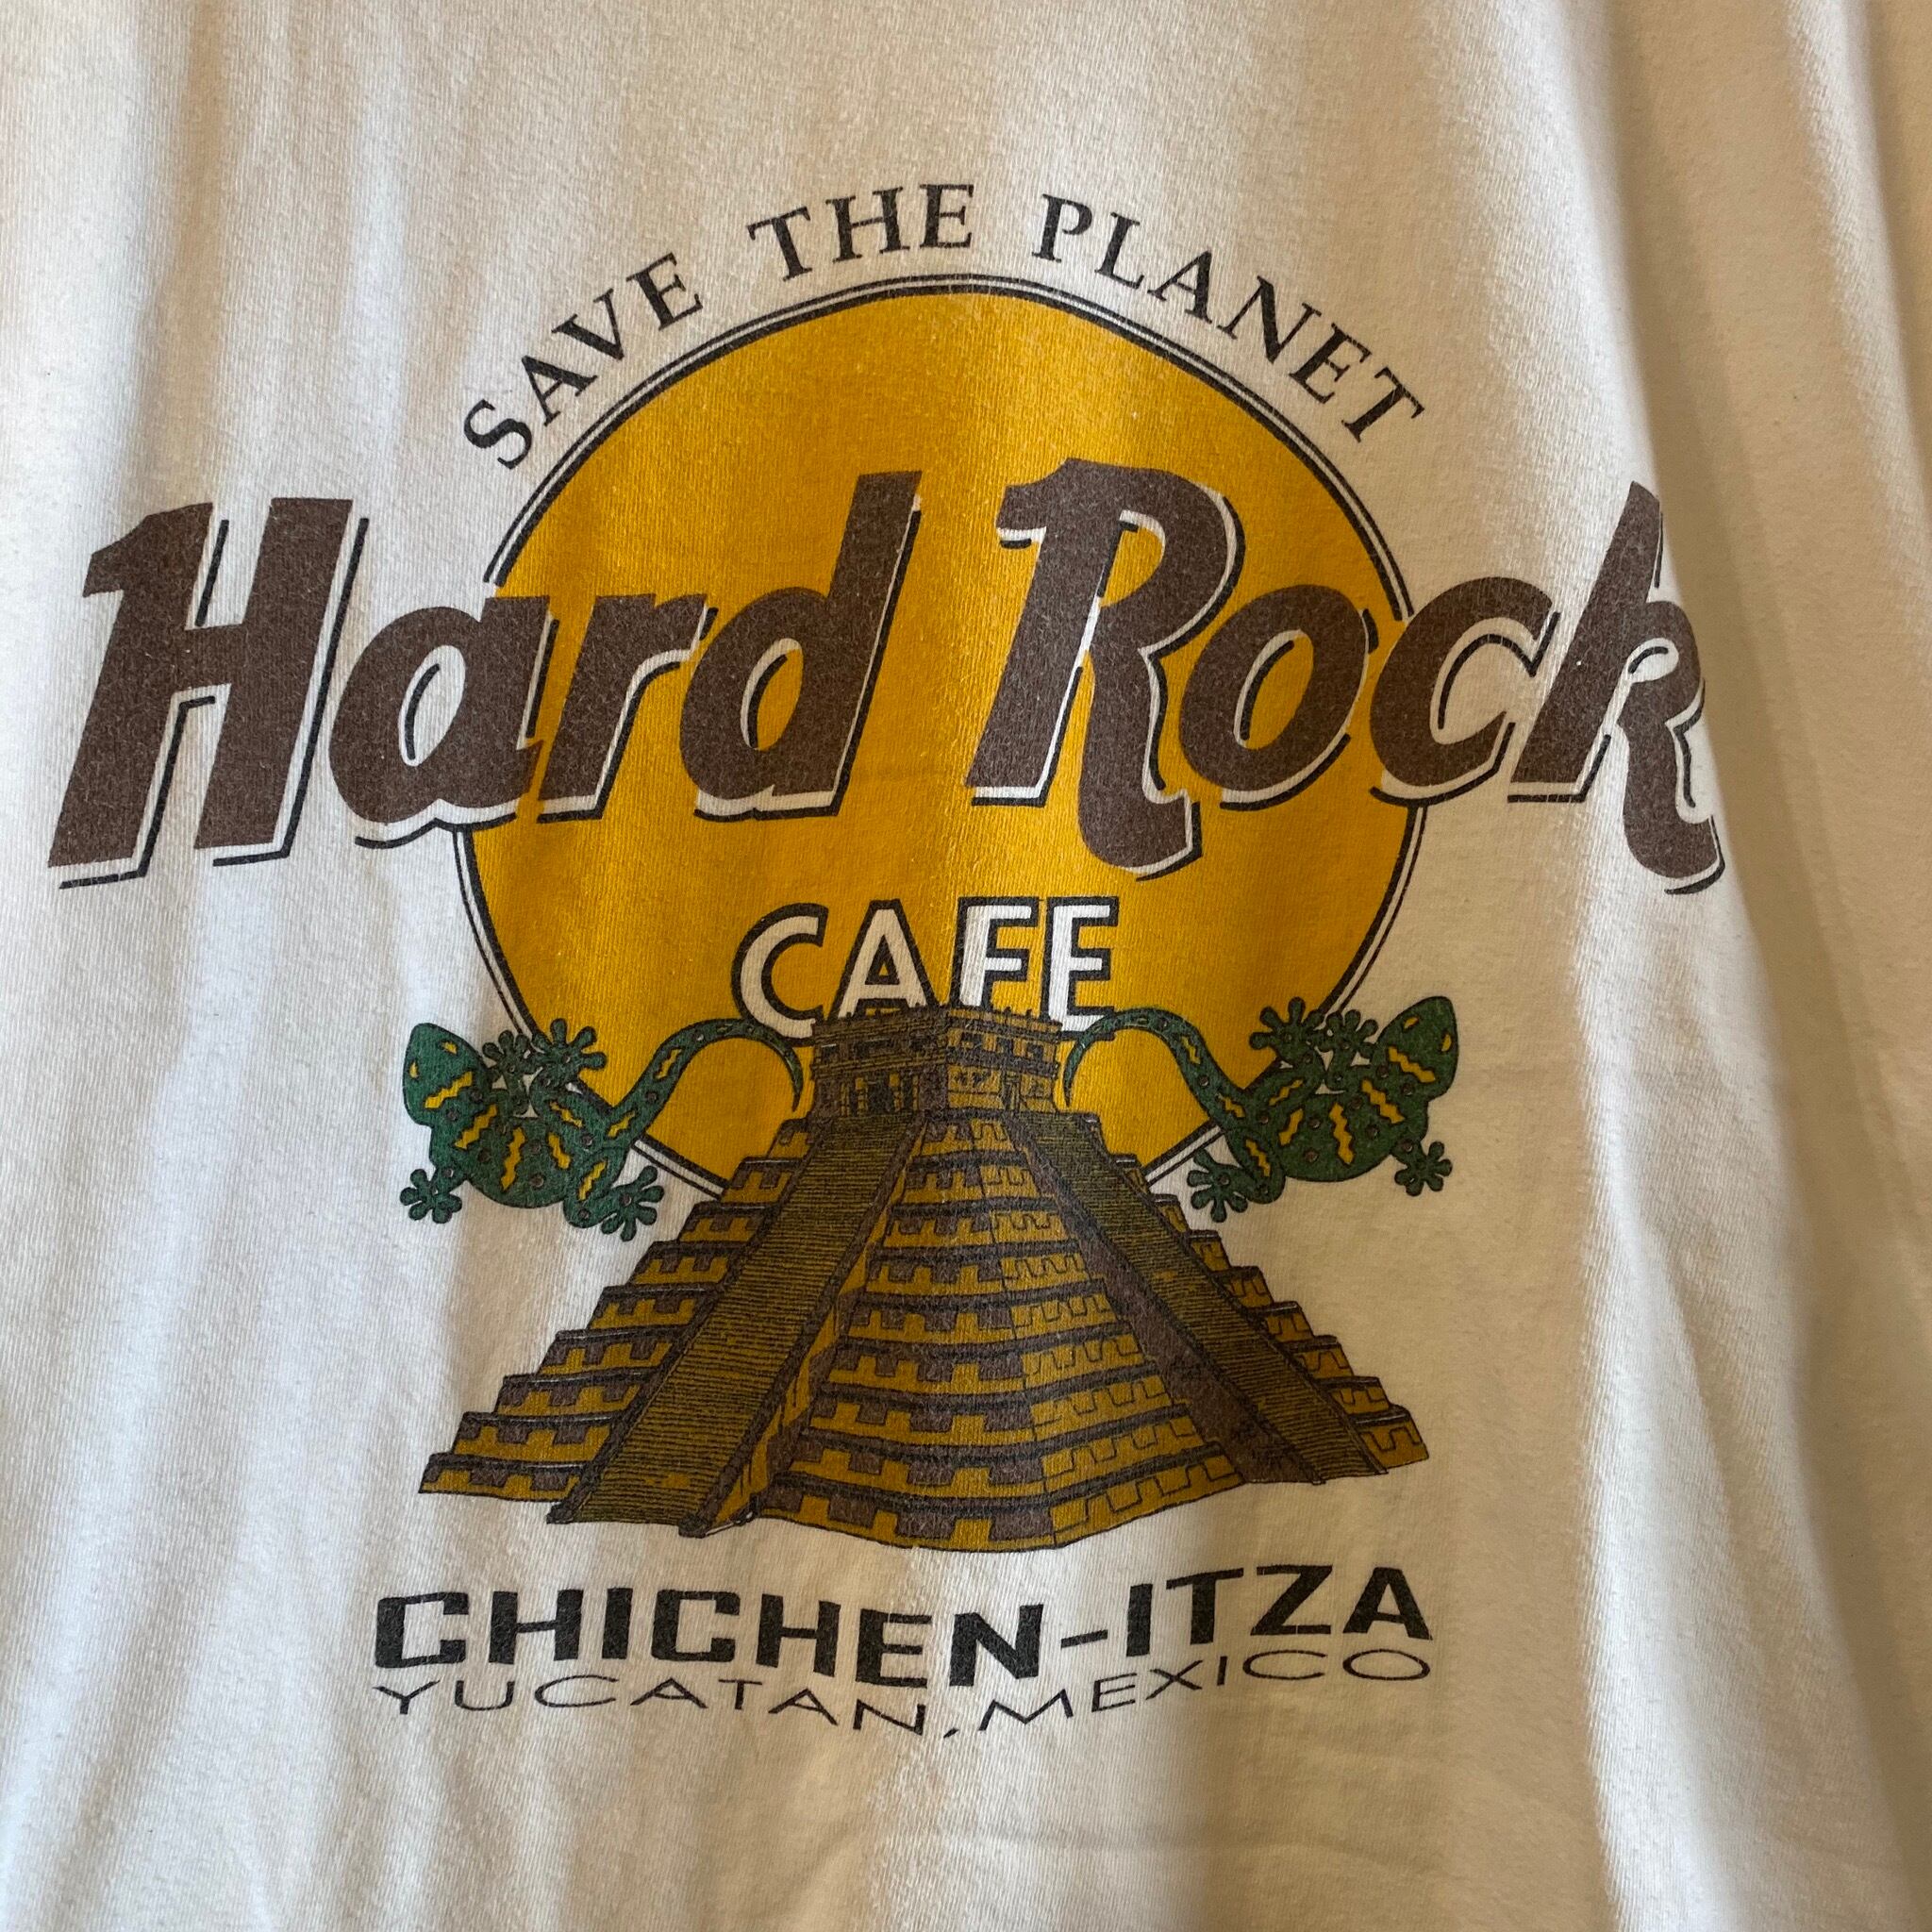 SAVE THE PLANET
Hard Rock
CAFE
CHICHEN-ITZA
YUCATAN, MEXICO